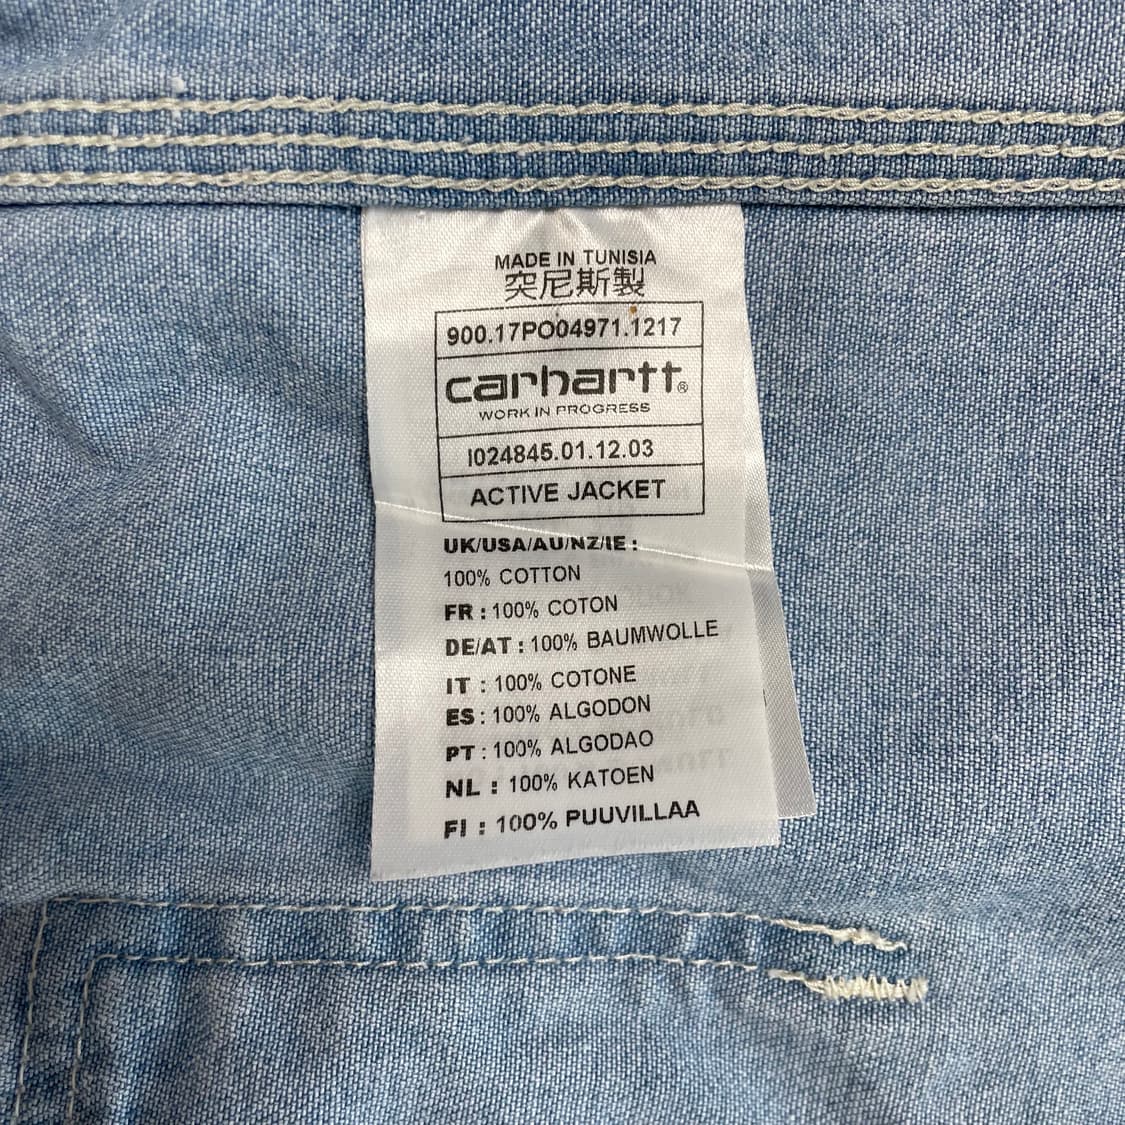 MADE IN TUNISIA
突尼斯製
900.17PO04971.1217
carhartt®
WORK IN PROGRESS
I024845.01.12.03
ACTIVE JACKET
UK/USA/AU/NZ/IE :
100% COTTON
FR : 100% COTON
DE/AT : 100% BAUMWOLLE
IT : 100% COTONE
ES : 100% ALGODON
PT : 100% ALGODAO
NL : 100% KATOEN
FI : 100% PUUVILLAA